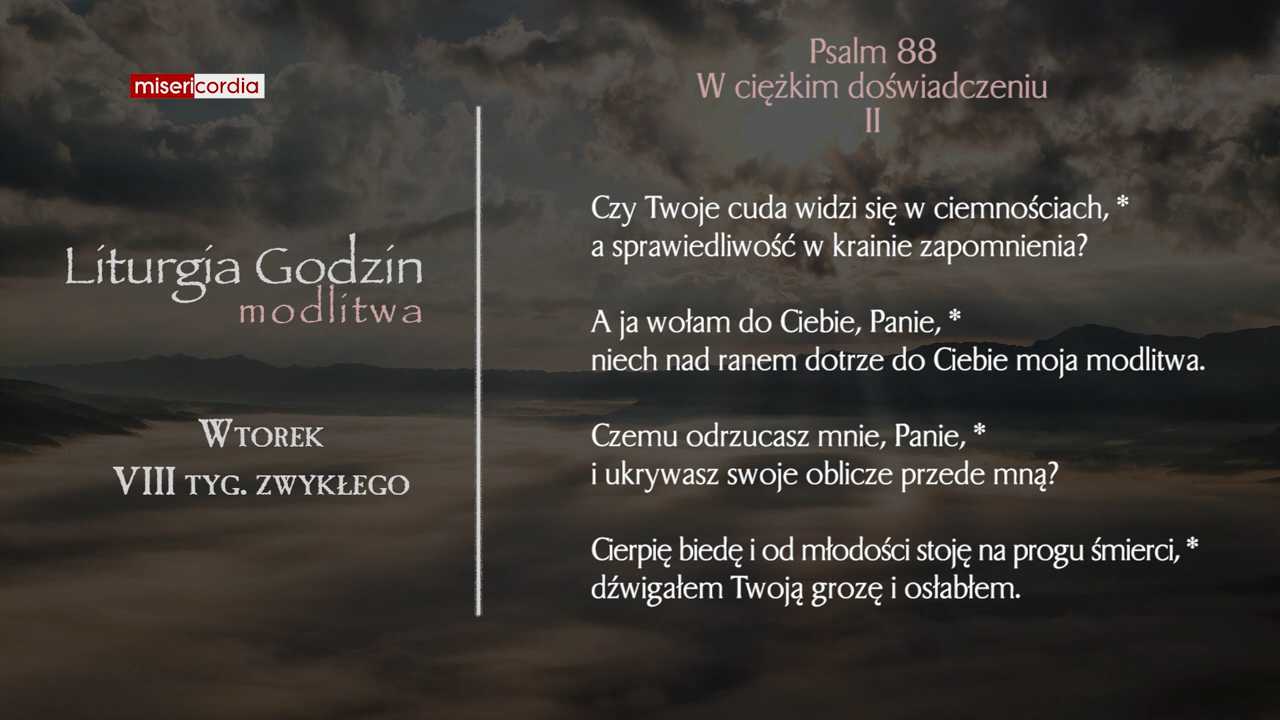 misericordia
Liturgia Godzin
modlitwa
Wtorek
VIII tyg. zwykłego
Psalm 88
W ciężkim doświadczeniu
II
Czy Twoje cuda widzi się w ciemnościach, *
a sprawiedliwość w krainie zapomnienia?
A ja wołam do Ciebie, Panie, *
niech nad ranem dotrze do Ciebie moja modlitwa.
Czemu odrzucasz mnie, Panie, *
i ukrywasz swoje oblicze przede mną?
Cierpię biedę i od młodości stoję na progu śmierci, *
dźwigałem Twoją grozę i osłabłem.